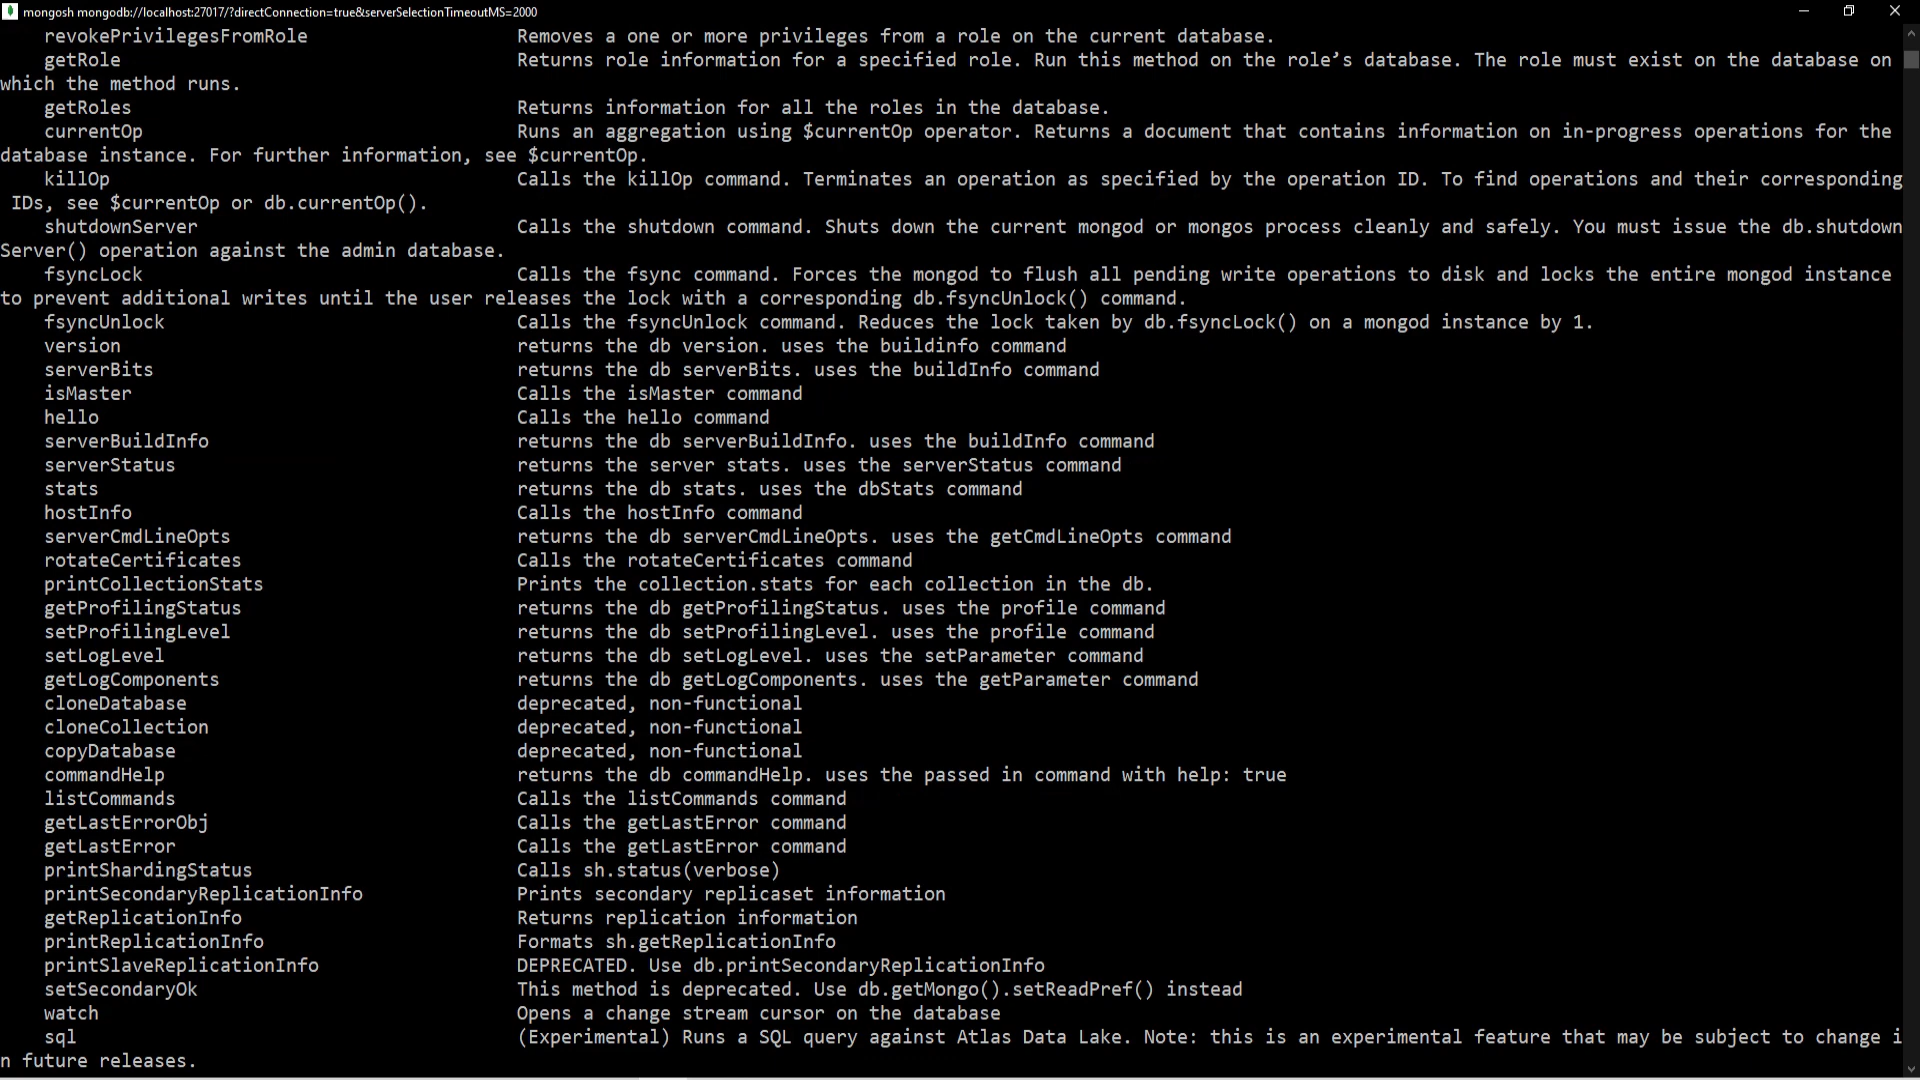 mongosh mongodb://localhost:27017/?directConnection=true&serverSelectionTimeoutMS=2000
revokePrivilegesFromRole Removes a one or more privileges from a role on the current database.
getRole Returns role information for a specified role. Run this method on the role’s database. The role must exist on the database on
which the method runs.
getRoles Returns information for all the roles in the database.
currentOp Runs an aggregation using $currentOp operator. Returns a document that contains information on in-progress operations for the
database instance. For further information, see $currentOp.
killOp Calls the killOp command. Terminates an operation as specified by the operation ID. To find operations and their corresponding
IDs, see $currentOp or db.currentOp().
shutdownServer Calls the shutdown command. Shuts down the current mongod or mongos process cleanly and safely. You must issue the db.shutdown
Server() operation against the admin database.
fsyncLock Calls the fsync command. Forces the mongod to flush all pending write operations to disk and locks the entire mongod instance
to prevent additional writes until the user releases the lock with a corresponding db.fsyncUnlock() command.
fsyncUnlock Calls the fsyncUnlock command. Reduces the lock taken by db.fsyncLock() on a mongod instance by 1.
version returns the db version. uses the buildinfo command
serverBits returns the db serverBits. uses the buildInfo command
isMaster Calls the isMaster command
hello Calls the hello command
serverBuildInfo returns the db serverBuildInfo. uses the buildInfo command
serverStatus returns the server stats. uses the serverStatus command
stats returns the db stats. uses the dbStats command
hostInfo Calls the hostInfo command
serverCmdLineOpts returns the db serverCmdLineOpts. uses the getCmdLineOpts command
rotateCertificates Calls the rotateCertificates command
printCollectionStats Prints the collection.stats for each collection in the db.
getProfilingStatus returns the db getProfilingStatus. uses the profile command
setProfilingLevel returns the db setProfilingLevel. uses the profile command
setLogLevel returns the db setLogLevel. uses the setParameter command
getLogComponents returns the db getLogComponents. uses the getParameter command
cloneDatabase deprecated, non-functional
cloneCollection deprecated, non-functional
copyDatabase deprecated, non-functional
commandHelp returns the db commandHelp. uses the passed in command with help: true
listCommands Calls the listCommands command
getLastErrorObj Calls the getLastError command
getLastError Calls the getLastError command
printShardingStatus Calls sh.status(verbose)
printSecondaryReplicationInfo Prints secondary replicaset information
getReplicationInfo Returns replication information
printReplicationInfo Formats sh.getReplicationInfo
printSlaveReplicationInfo DEPRECATED. Use db.printSecondaryReplicationInfo
setSecondaryOk This method is deprecated. Use db.getMongo().setReadPref() instead
watch Opens a change stream cursor on the database
sql (Experimental) Runs a SQL query against Atlas Data Lake. Note: this is an experimental feature that may be subject to change i
n future releases.